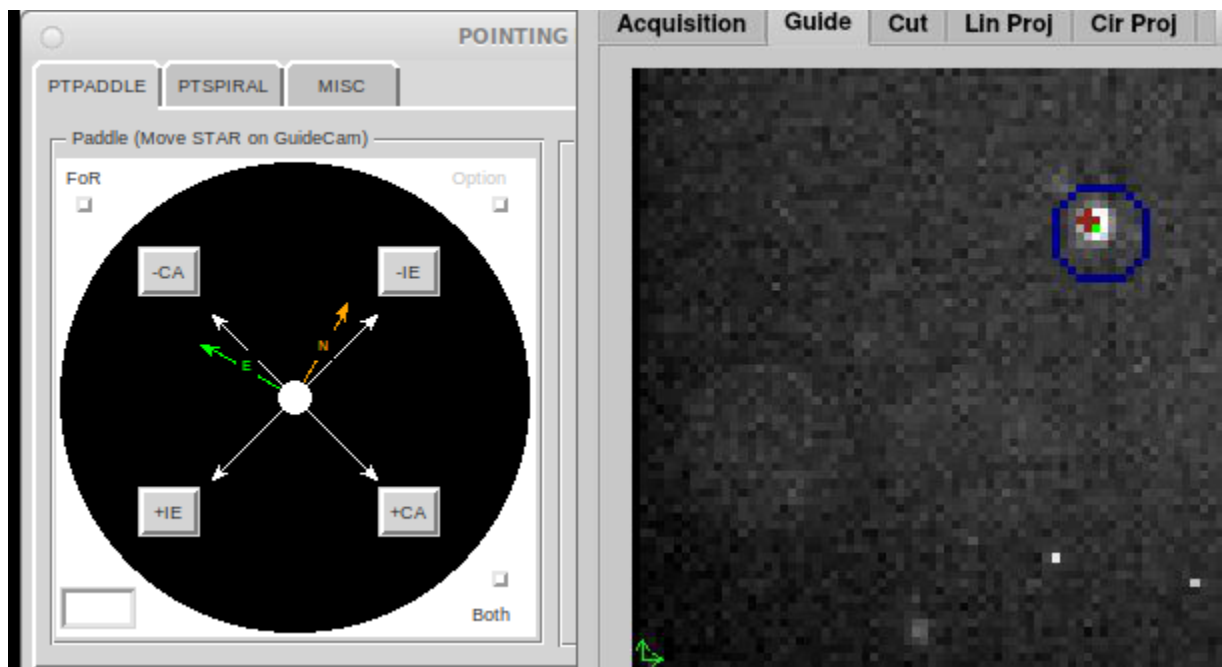 POINTING
PTPADDLE PTSPIRAL MISC
Paddle (Move STAR on GuideCam)
FoR Option
-CA -IE
E N
+IE +CA
Both
Acquisition Guide Cut Lin Proj Cir Proj